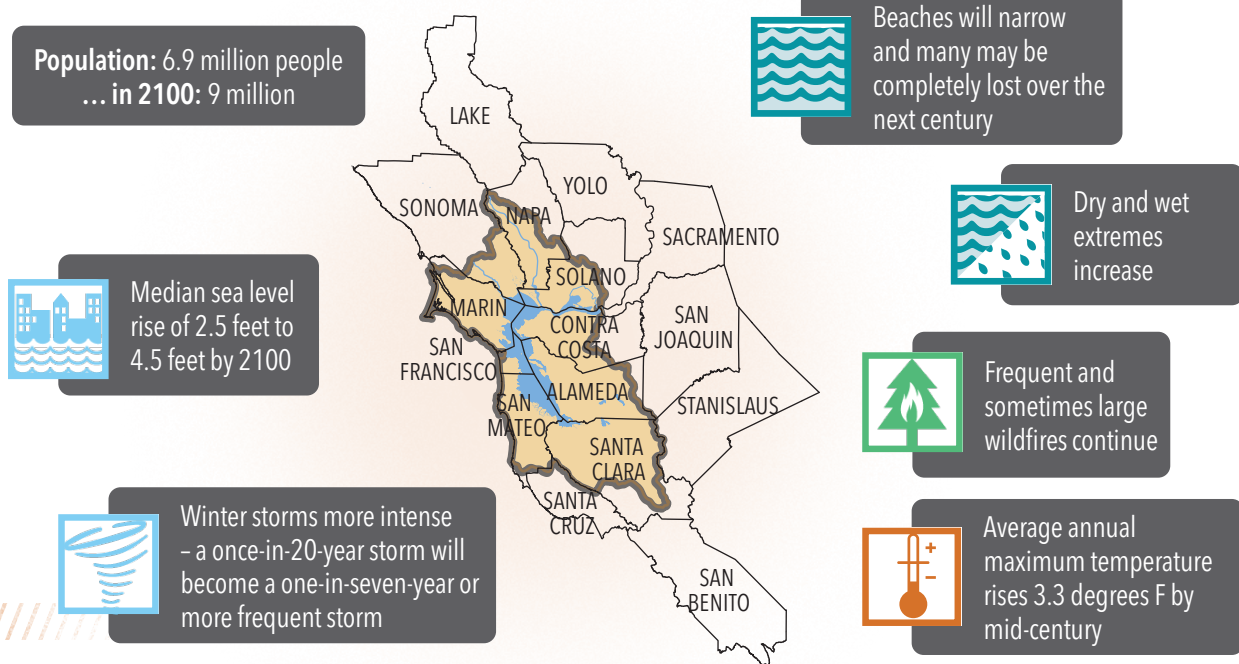 Population: 6.9 million people
... in 2100: 9 million
Beaches will narrow
and many may be
completely lost over the
next century
Dry and wet
extremes
increase
Median sea level
rise of 2.5 feet to
4.5 feet by 2100
Frequent and
sometimes large
wildfires continue
Winter storms more intense
– a once-in-20-year storm will
become a one-in-seven-year or
more frequent storm
Average annual
maximum temperature
rises 3.3 degrees F by
mid-century
LAKE
YOLO
SONOMA
NAPA
SACRAMENTO
SOLANO
MARIN
CONTRA
COSTA
SAN
JOAQUIN
SAN
FRANCISCO
ALAMEDA
STANISLAUS
SAN
MATEO
SANTA
CLARA
SANTA
CRUZ
SAN
BENITO
+
–